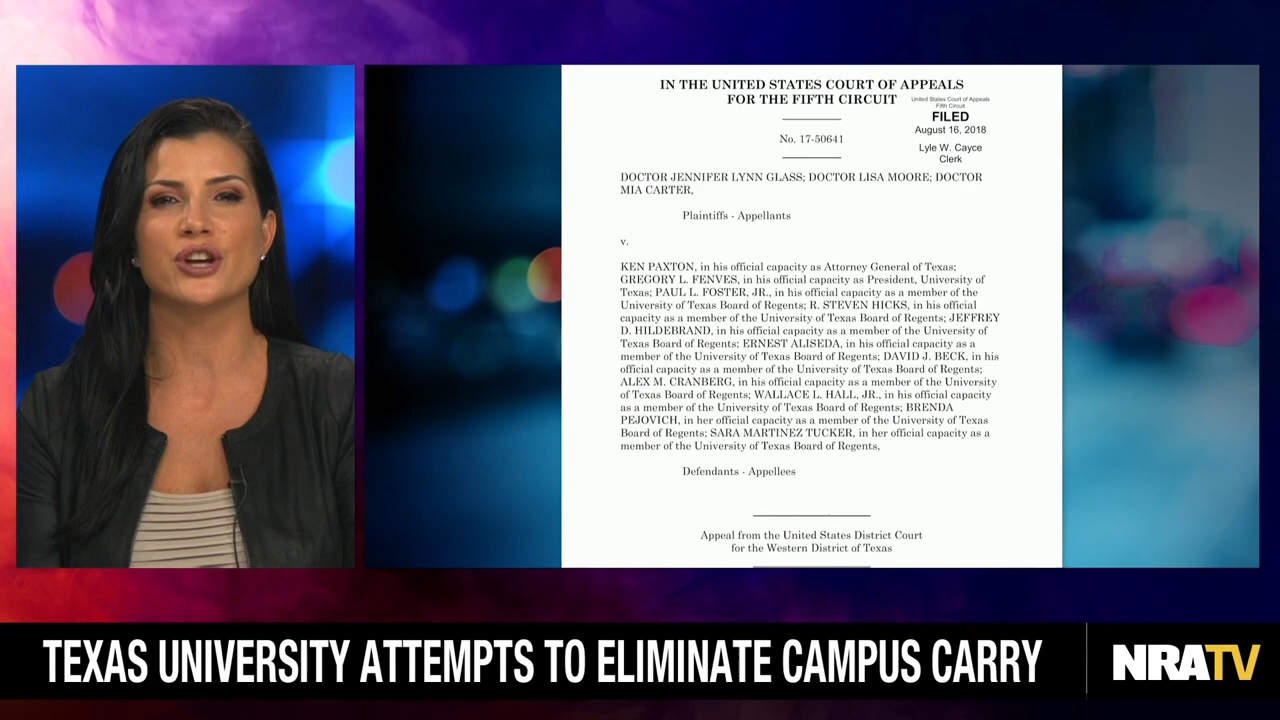 IN THE UNITED STATES COURT OF APPEALS
FOR THE FIFTH CIRCUIT
United States Court of Appeals
Fifth Circuit
FILED
August 16, 2018
Lyle W. Cayce
Clerk
No. 17-50641
DOCTOR JENNIFER LYNN GLASS; DOCTOR LISA MOORE; DOCTOR
MIA CARTER,
Plaintiffs - Appellants
v.
KEN PAXTON, in his official capacity as Attorney General of Texas;
GREGORY L. FENVES, in his official capacity as President, University of
Texas; PAUL L. FOSTER, JR., in his official capacity as a member of the
University of Texas Board of Regents; R. STEVEN HICKS, in his official
capacity as a member of the University of Texas Board of Regents; JEFFREY
D. HILDEBRAND, in his official capacity as a member of the University of
Texas Board of Regents; ERNEST ALISEDA, in his official capacity as a
member of the University of Texas Board of Regents; DAVID J. BECK, in his
official capacity as a member of the University of Texas Board of Regents;
ALEX M. CRANBERG, in his official capacity as a member of the University
of Texas Board of Regents; WALLACE L. HALL, JR., in his official capacity
as a member of the University of Texas Board of Regents; BRENDA
PEJOVICH, in her official capacity as a member of the University of Texas
Board of Regents; SARA MARTINEZ TUCKER, in her official capacity as a
member of the University of Texas Board of Regents,
Defendants - Appellees
Appeal from the United States District Court
for the Western District of Texas
TEXAS UNIVERSITY ATTEMPTS TO ELIMINATE CAMPUS CARRY
NRATV